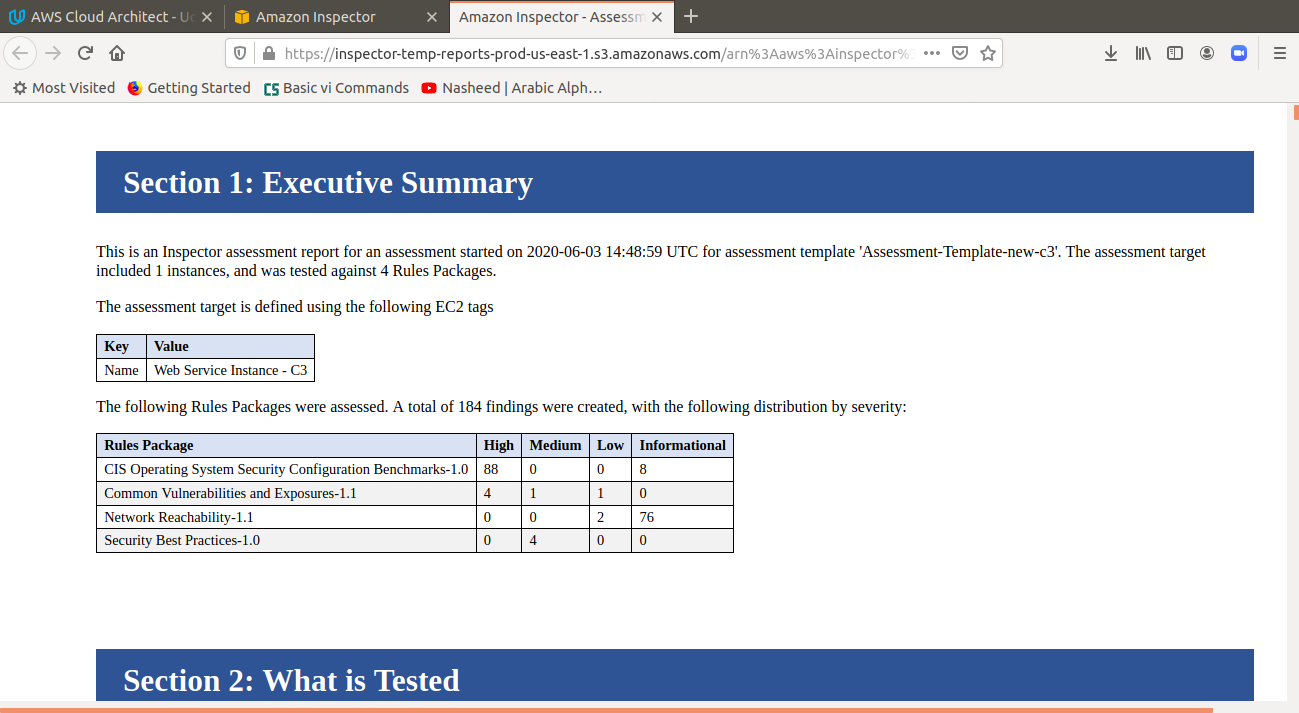 AWS Cloud Architect - Ud
Amazon Inspector
Amazon Inspector - Assessm
https://inspector-temp-reports-prod-us-east-1.s3.amazonaws.com/arn%3Aaws%3Ainspector%3
Most Visited
Getting Started
CS Basic vi Commands
Nasheed | Arabic Alph…
Section 1: Executive Summary
This is an Inspector assessment report for an assessment started on 2020-06-03 14:48:59 UTC for assessment template 'Assessment-Template-new-c3'. The assessment target
included 1 instances, and was tested against 4 Rules Packages.
The assessment target is defined using the following EC2 tags
Key Value
Name Web Service Instance - C3
The following Rules Packages were assessed. A total of 184 findings were created, with the following distribution by severity:
Rules Package High Medium Low Informational
CIS Operating System Security Configuration Benchmarks-1.0 88 0 0 8
Common Vulnerabilities and Exposures-1.1 4 1 1 0
Network Reachability-1.1 0 0 2 76
Security Best Practices-1.0 0 4 0 0
Section 2: What is Tested